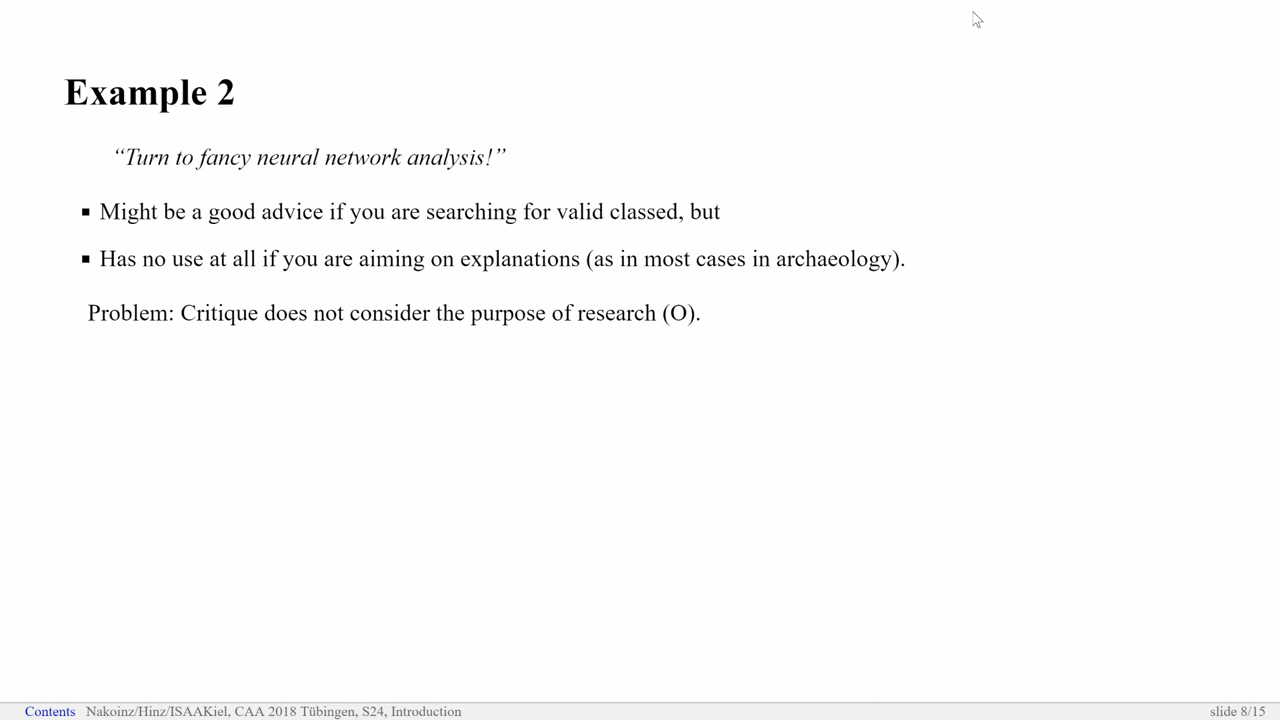 Example 2
“Turn to fancy neural network analysis!”
▪ Might be a good advice if you are searching for valid classed, but
▪ Has no use at all if you are aiming on explanations (as in most cases in archaeology).
Problem: Critique does not consider the purpose of research (O).
Contents Nakoinz/Hinz/ISAAKiel, CAA 2018 Tübingen, S24, Introduction slide 8/15